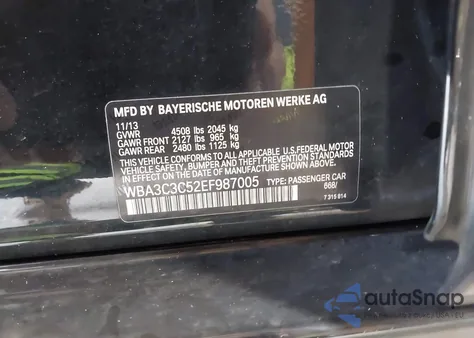 MFD BY BAYERISCHE MOTOREN WERKE AG
11/13
GVWR 4508 lbs 2045 kg
GAWR FRONT 2127 lbs 965 kg
GAWR REAR 2480 lbs 1125 kg
THIS VEHICLE CONFORMS TO ALL APPLICABLE U.S. FEDERAL MOTOR
VEHICLE SAFETY, BUMPER, AND THEFT PREVENTION STANDARDS
IN EFFECT ON THE DATE OF MANUFACTURE SHOWN ABOVE.
WBA3C3C52EF987005 TYPE: PASSENGER CAR
668/
7 315 814
autoSnap
USA / EU